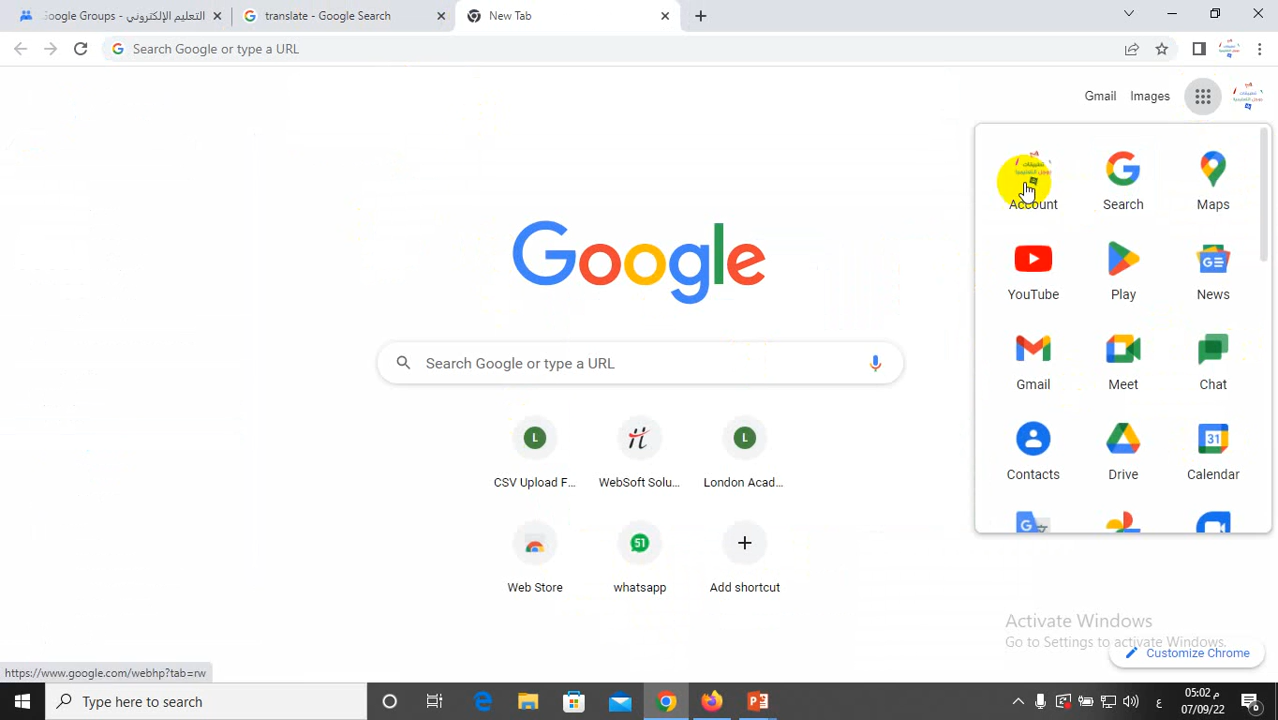 Google Groups - التعليم الإلكتروني
translate - Google Search
New Tab
Search Google or type a URL
Gmail
Images
Account
Search
Maps
YouTube
Play
News
Gmail
Meet
Chat
Contacts
Drive
31
Calendar
Google
Search Google or type a URL
L
L
CSV Upload F...
WebSoft Solu...
London Acad...
51
Web Store
whatsapp
Add shortcut
Activate Windows
Go to Settings to activate Windows.
Customize Chrome
https://www.google.com/webhp?tab=rw
Type here to search
ع
05:02 م
07/09/22